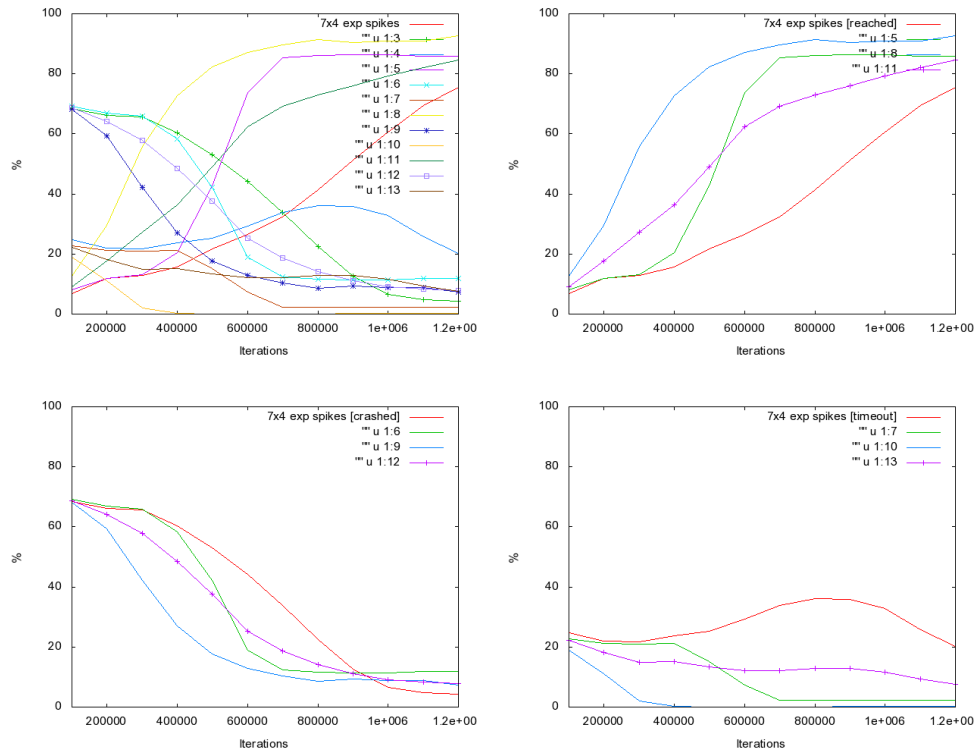 7x4 exp spikes
"" u 1:3
"" u 1:4
"" u 1:5
"" u 1:6
"" u 1:7
"" u 1:8
"" u 1:9
"" u 1:10
"" u 1:11
"" u 1:12
"" u 1:13
100
80
60
40
20
0
%
200000 400000 600000 800000 1e+006 1.2e+00
Iterations
7x4 exp spikes [reached]
"" u 1:5
"" u 1:8
"" u 1:11
100
80
60
40
20
0
%
200000 400000 600000 800000 1e+006 1.2e+00
Iterations
7x4 exp spikes [crashed]
"" u 1:6
"" u 1:9
"" u 1:12
100
80
60
40
20
0
%
200000 400000 600000 800000 1e+006 1.2e+00
Iterations
7x4 exp spikes [timeout]
"" u 1:7
"" u 1:10
"" u 1:13
100
80
60
40
20
0
%
200000 400000 600000 800000 1e+006 1.2e+00
Iterations